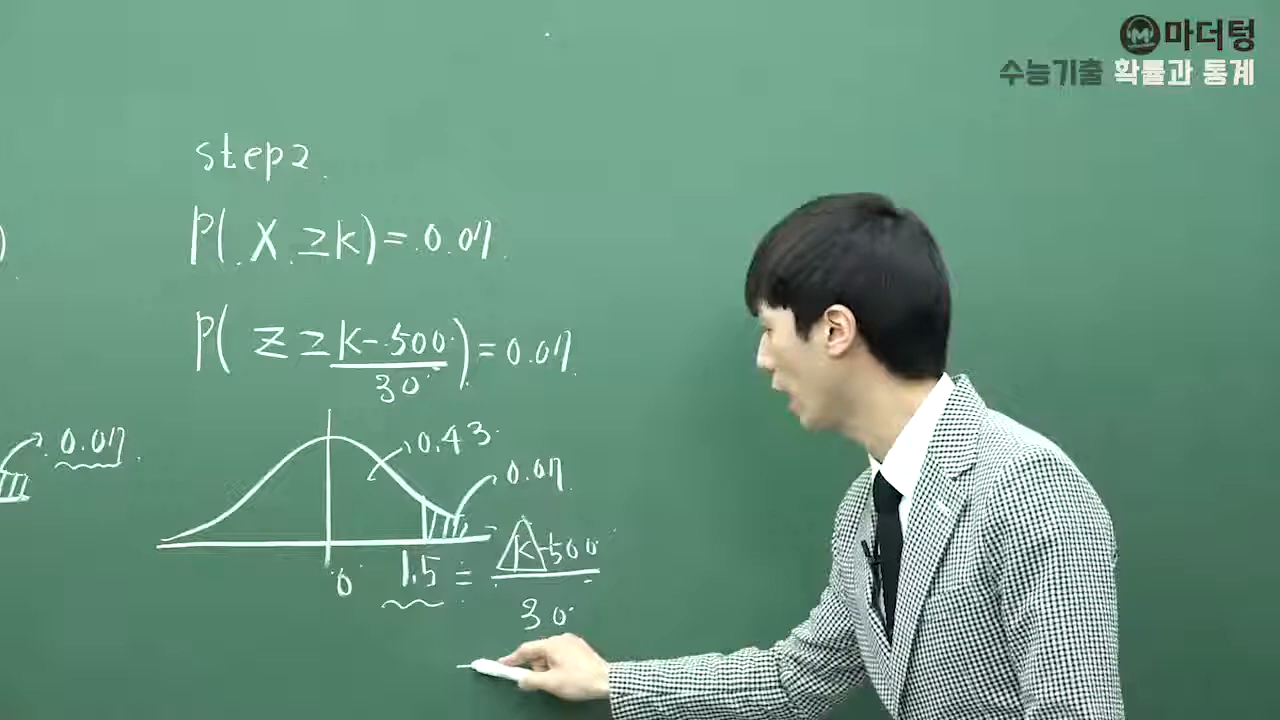 마더텅
수능기출 확률과 통계
step2.
P( X ≥ k) = 0.07
)
P( Z ≥ (k-500)/30 ) = 0.07
0.07
0.43
0.07
0
1.5 = (k-500)/30